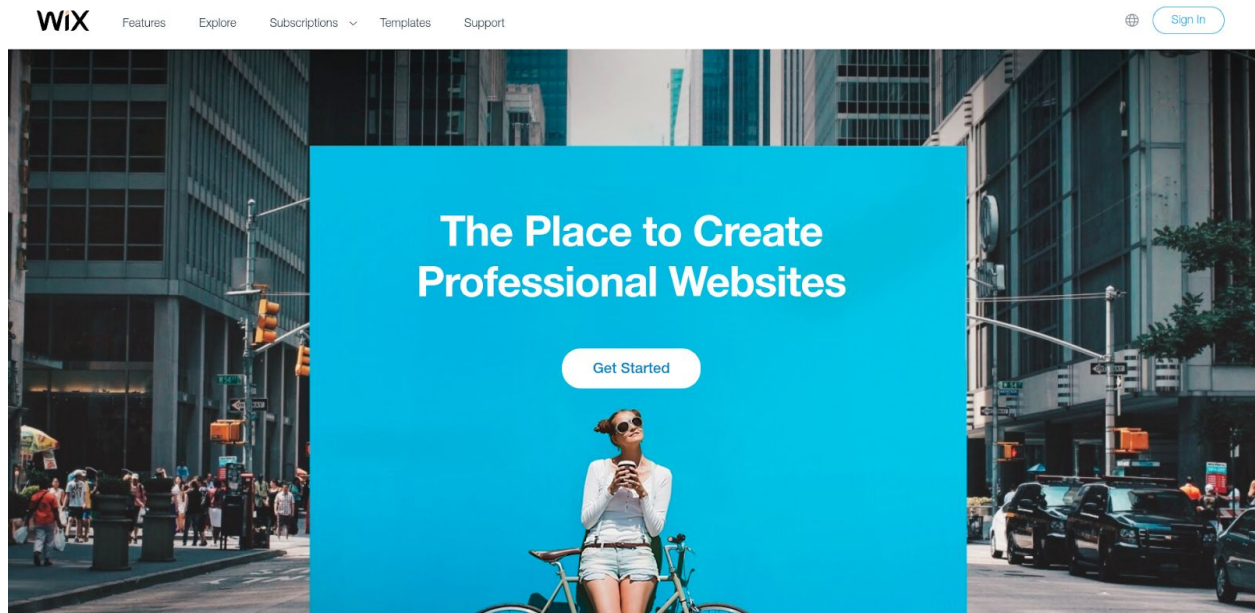 WiX
Features
Explore
Subscriptions
Templates
Support
Sign In
The Place to Create
Professional Websites
Get Started